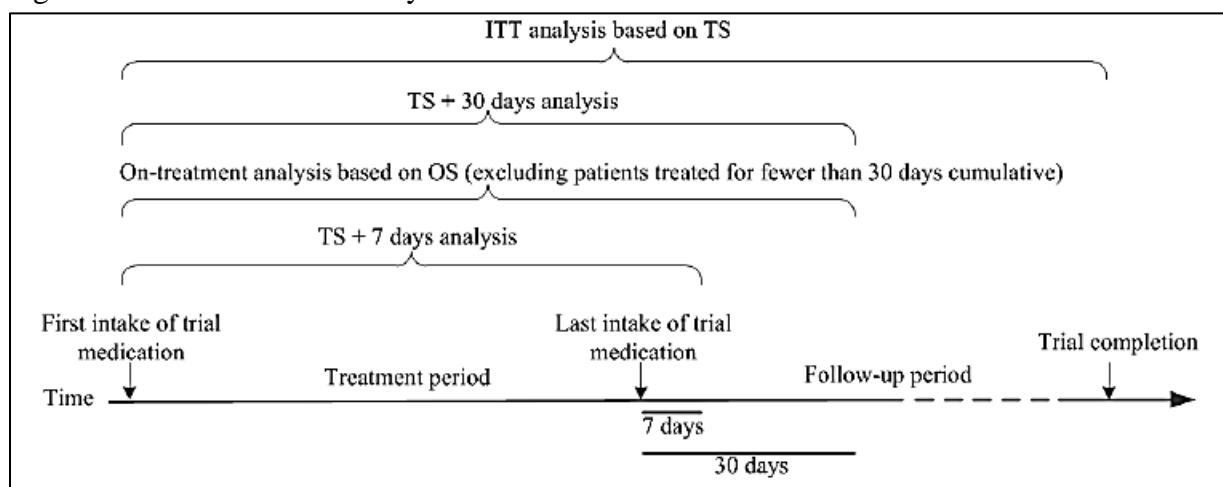 ITT analysis based on TS
TS + 30 days analysis
On-treatment analysis based on OS (excluding patients treated for fewer than 30 days cumulative)
TS + 7 days analysis
First intake of trial
medication
Last intake of trial
medication
Trial completion
Treatment period
Follow-up period
Time
7 days
30 days